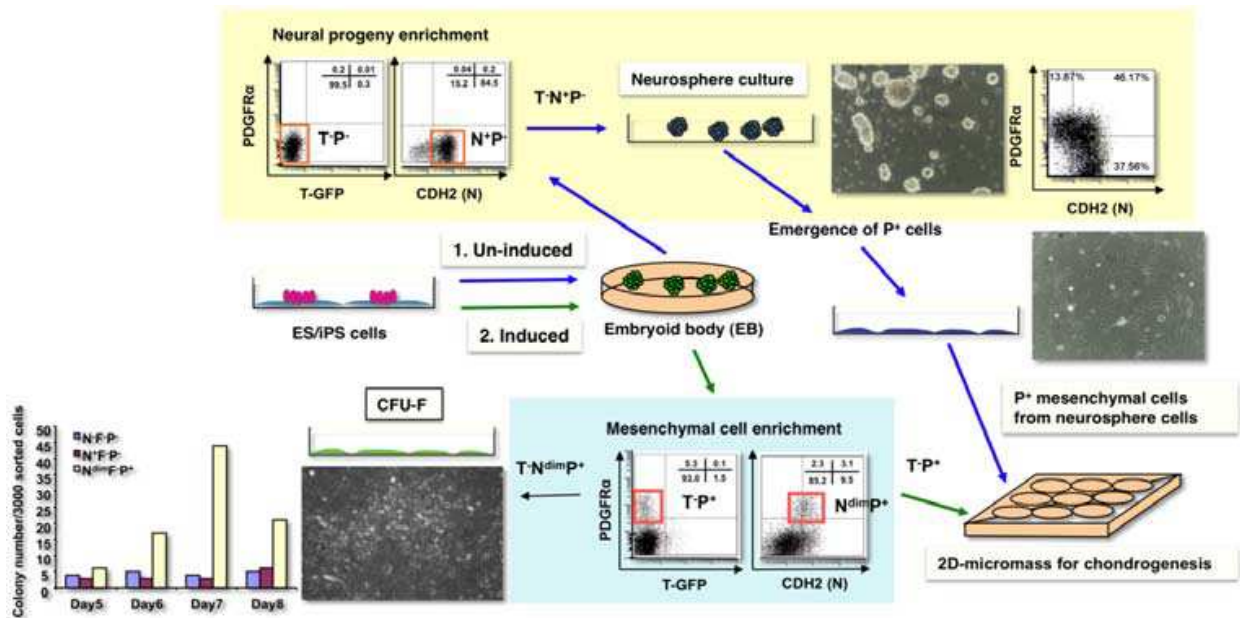 Neural progeny enrichment
0.2 0.01
99.5 0.3
T-P-
PDGFRα
T-GFP
0.04 0.2
15.2 84.5
N+P-
CDH2 (N)
T-N+P-
Neurosphere culture
13.87% 46.17%
37.56%
PDGFRα
CDH2 (N)
Emergence of P+ cells
1. Un-induced
2. Induced
ES/iPS cells
Embryoid body (EB)
P+ mesenchymal cells
from neurosphere cells
CFU-F
Colony number/3000 sorted cells
50
45
40
35
30
25
20
15
10
5
0
N-F-P-
N+F-P-
NdimF-P+
Day5 Day6 Day7 Day8
T-NdimP+
Mesenchymal cell enrichment
5.3 0.1
93.0 1.5
T-P+
PDGFRα
T-GFP
2.3 3.1
85.2 9.5
NdimP+
CDH2 (N)
T-P+
2D-micromass for chondrogenesis